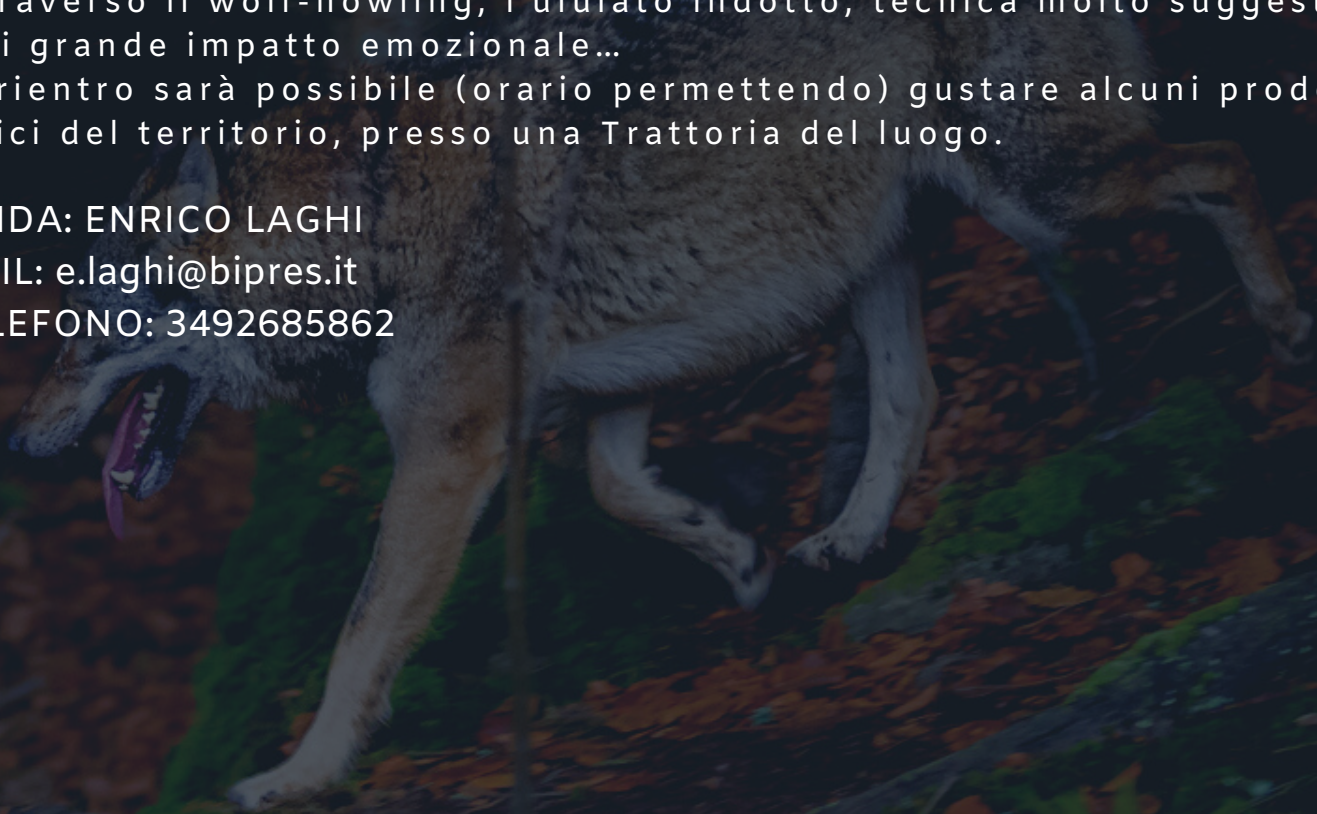 raverso il wolf-howling, l'ululato indotto, tecnica molto suggest
i grande impatto emozionale…
rientro sarà possibile (orario permettendo) gustare alcuni prod
ici del territorio, presso una Trattoria del luogo.
IDA: ENRICO LAGHI
IL: e.laghi@bipres.it
LEFONO: 3492685862